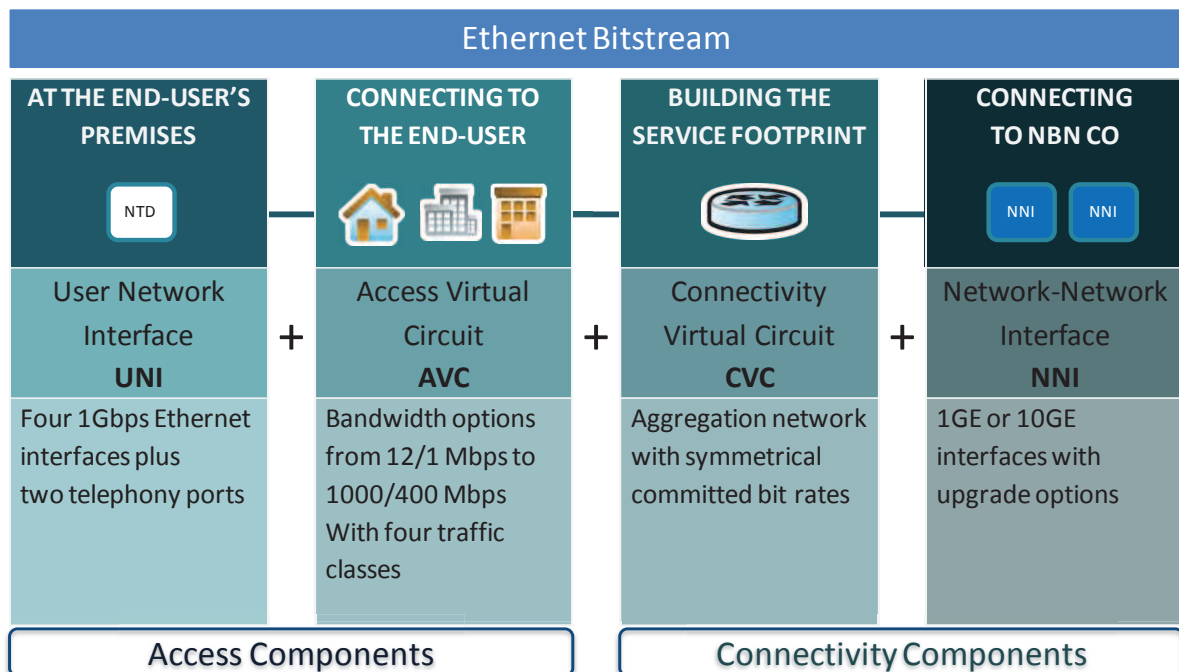 Ethernet Bitstream
AT THE END-USER'S
PREMISES
NTD
User Network
Interface
UNI
Four 1Gbps Ethernet
interfaces plus
two telephony ports
+
CONNECTING TO
THE END-USER
Access Virtual
Circuit
AVC
Bandwidth options
from 12/1 Mbps to
1000/400 Mbps
With four traffic
classes
+
BUILDING THE
SERVICE FOOTPRINT
Connectivity
Virtual Circuit
CVC
Aggregation network
with symmetrical
committed bit rates
+
CONNECTING
TO NBN CO
NNI
NNI
Network-Network
Interface
NNI
1GE or 10GE
interfaces with
upgrade options
Access Components
Connectivity Components